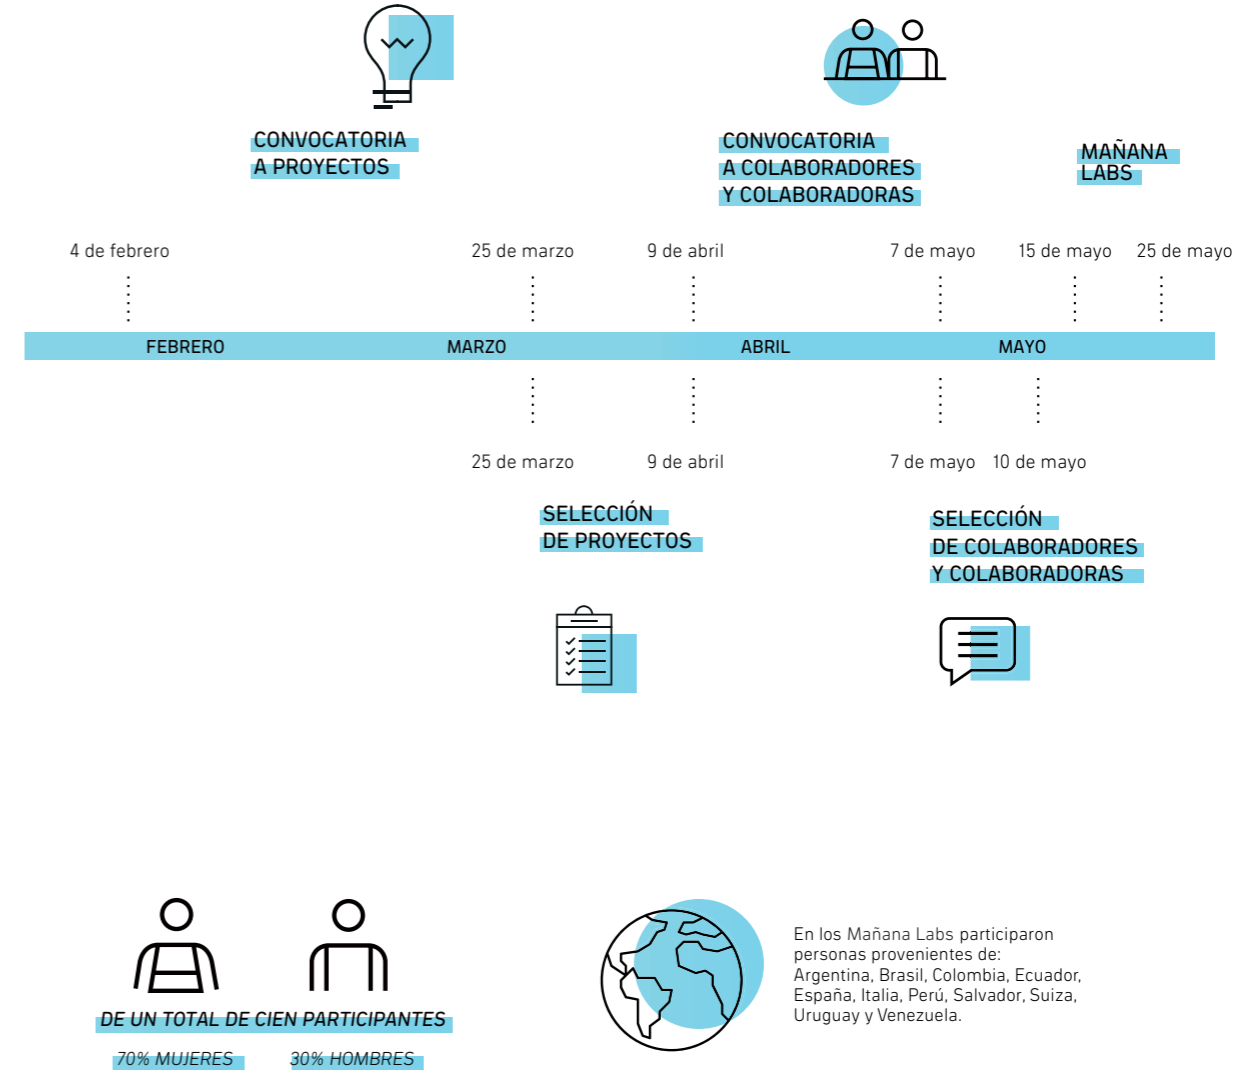 CONVOCATORIA
A PROYECTOS
CONVOCATORIA
A COLABORADORES
Y COLABORADORAS
MAÑANA
LABS
4 de febrero
25 de marzo
9 de abril
7 de mayo
15 de mayo
25 de mayo
FEBRERO
MARZO
ABRIL
MAYO
25 de marzo
9 de abril
7 de mayo
10 de mayo
SELECCIÓN
DE PROYECTOS
SELECCIÓN
DE COLABORADORES
Y COLABORADORAS
DE UN TOTAL DE CIEN PARTICIPANTES
70% MUJERES
30% HOMBRES
En los Mañana Labs participaron
personas provenientes de:
Argentina, Brasil, Colombia, Ecuador,
España, Italia, Perú, Salvador, Suiza,
Uruguay y Venezuela.